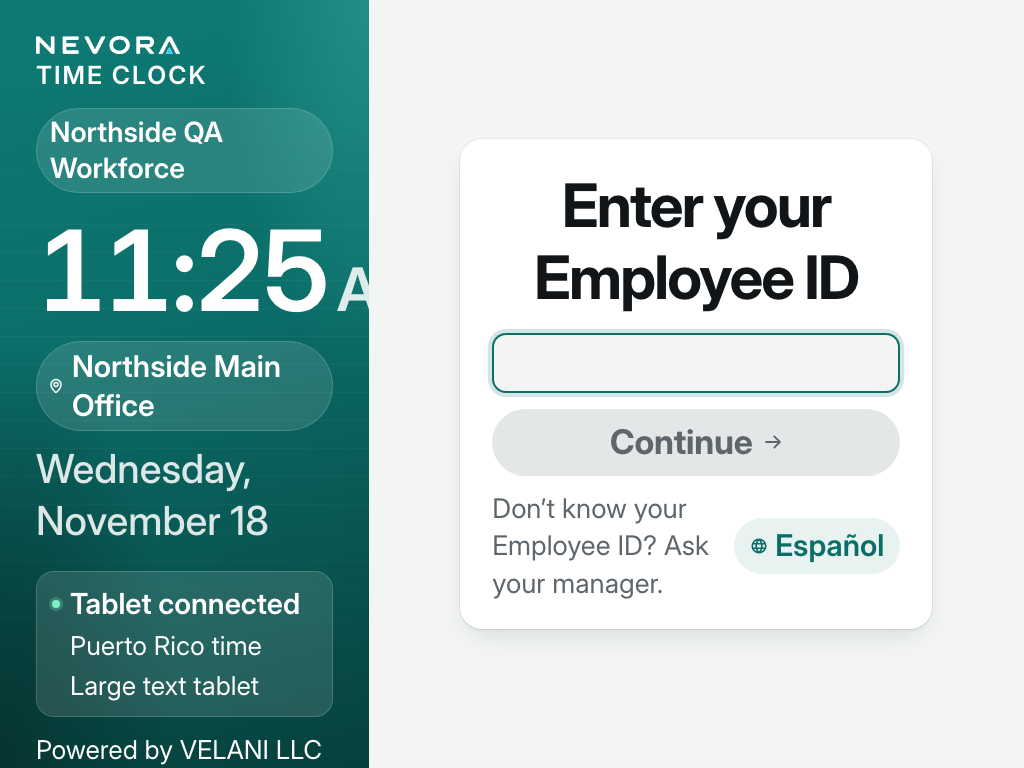 NEVORA
TIME CLOCK
Northside QA
Workforce
11:25 A
Northside Main
Office
Wednesday,
November 18
Tablet connected
Puerto Rico time
Large text tablet
Powered by VELANI LLC
Enter your
Employee ID
Continue →
Don’t know your
Employee ID? Ask
your manager.
Español